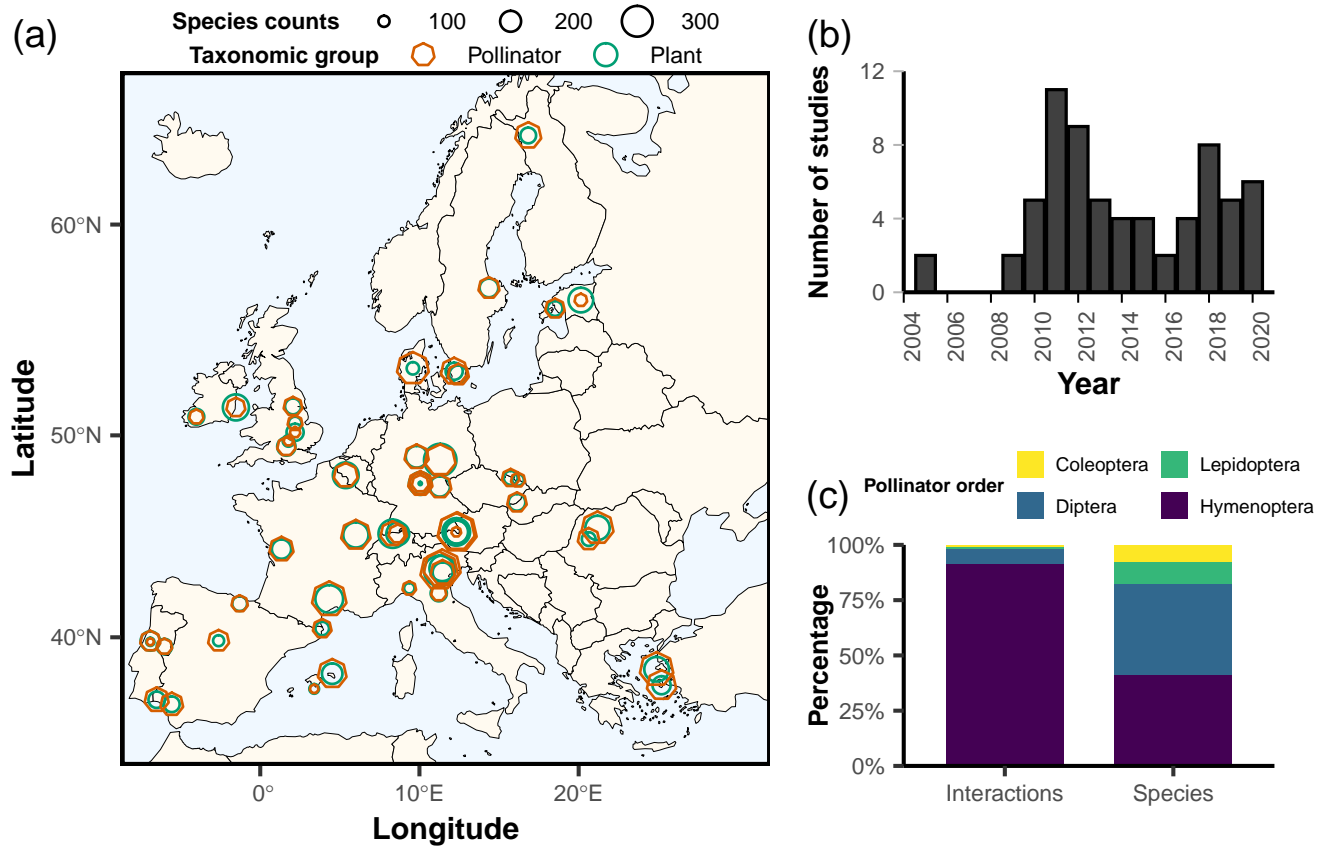 (a)
Species counts 100 200 300
Taxonomic group Pollinator Plant
60°N
50°N
40°N
0°
10°E
20°E
Latitude
Longitude
(b)
12
8
4
0
Number of studies
2004
2006
2008
2010
2012
2014
2016
2018
2020
Year
(c)
Pollinator order
Coleoptera
Lepidoptera
Diptera
Hymenoptera
100%
75%
50%
25%
0%
Percentage
Interactions
Species